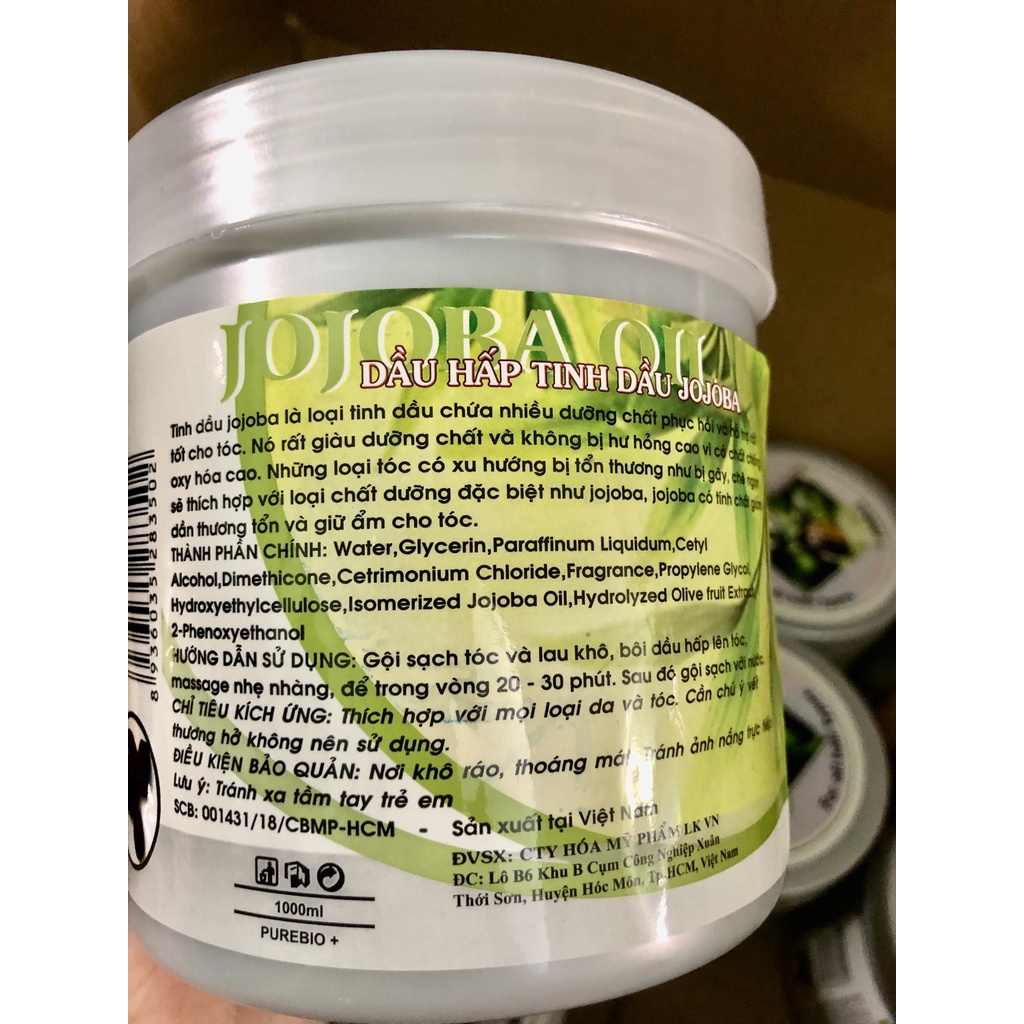 JOJOBA OIL
DẦU HẤP TINH DẦU JOJOBA
Tinh dầu jojoba là loại tinh dầu chứa nhiều dưỡng chất phục hồi và
tốt cho tóc. Nó rất giàu dưỡng chất và không bị hư hỏng cao vì có chất chống
oxy hóa cao. Những loại tóc có xu hướng bị tổn thương như bị gãy, chẻ ngọn
sẽ thích hợp với loại chất dưỡng đặc biệt như jojoba, jojoba có tính chất giảm
dần thương tổn và giữ ẩm cho tóc.
THÀNH PHẦN CHÍNH: Water,Glycerin,Paraffinum Liquidum,Cetyl
Alcohol,Dimethicone,Cetrimonium Chloride,Fragrance,Propylene Glycol,
Hydroxyethylcellulose,Isomerized Jojoba Oil,Hydrolyzed Olive fruit Extract,
2-Phenoxyethanol
HƯỚNG DẪN SỬ DỤNG: Gội sạch tóc và lau khô, bôi dầu hấp lên tóc,
massage nhẹ nhàng, để trong vòng 20 - 30 phút. Sau đó gội sạch với nước.
CHỈ TIÊU KÍCH ỨNG: Thích hợp với mọi loại da và tóc. Cần chú ý vết
thương hở không nên sử dụng.
ĐIỀU KIỆN BẢO QUẢN: Nơi khô ráo, thoáng mát. Tránh ánh nắng trực tiếp
Lưu ý: Tránh xa tầm tay trẻ em
SCB: 001431/18/CBMP-HCM - Sản xuất tại Việt Nam
ĐVSX: CTY HÓA MỸ PHẨM LK VN
ĐC: Lô B6 Khu B Cụm Công Nghiệp Xuân
Thới Sơn, Huyện Hóc Môn, Tp.HCM, Việt Nam
1000ml
PUREBIO +
8 936035 283502